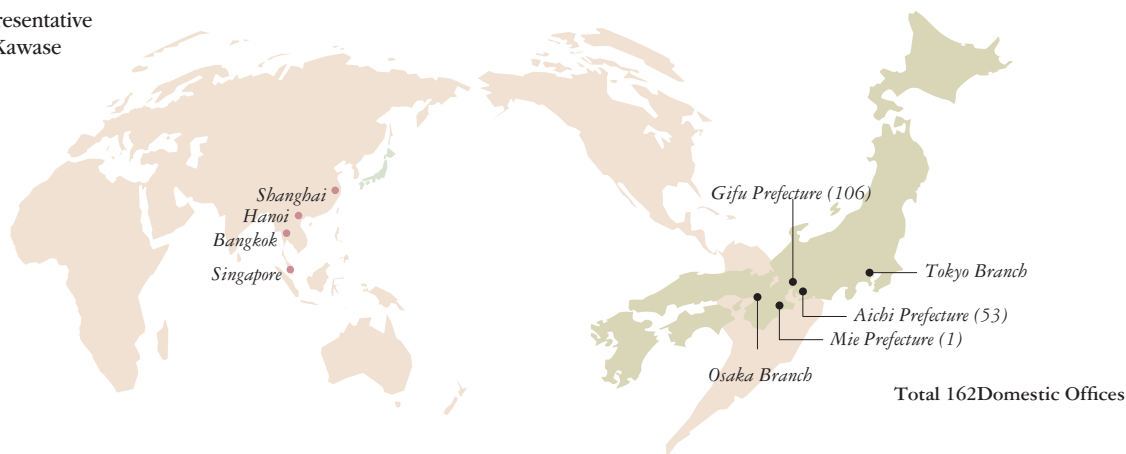 resentative
Kawase
Shanghai
Hanoi
Bangkok
Singapore
Gifu Prefecture (106)
Tokyo Branch
Aichi Prefecture (53)
Mie Prefecture (1)
Osaka Branch
Total 162Domestic Offices